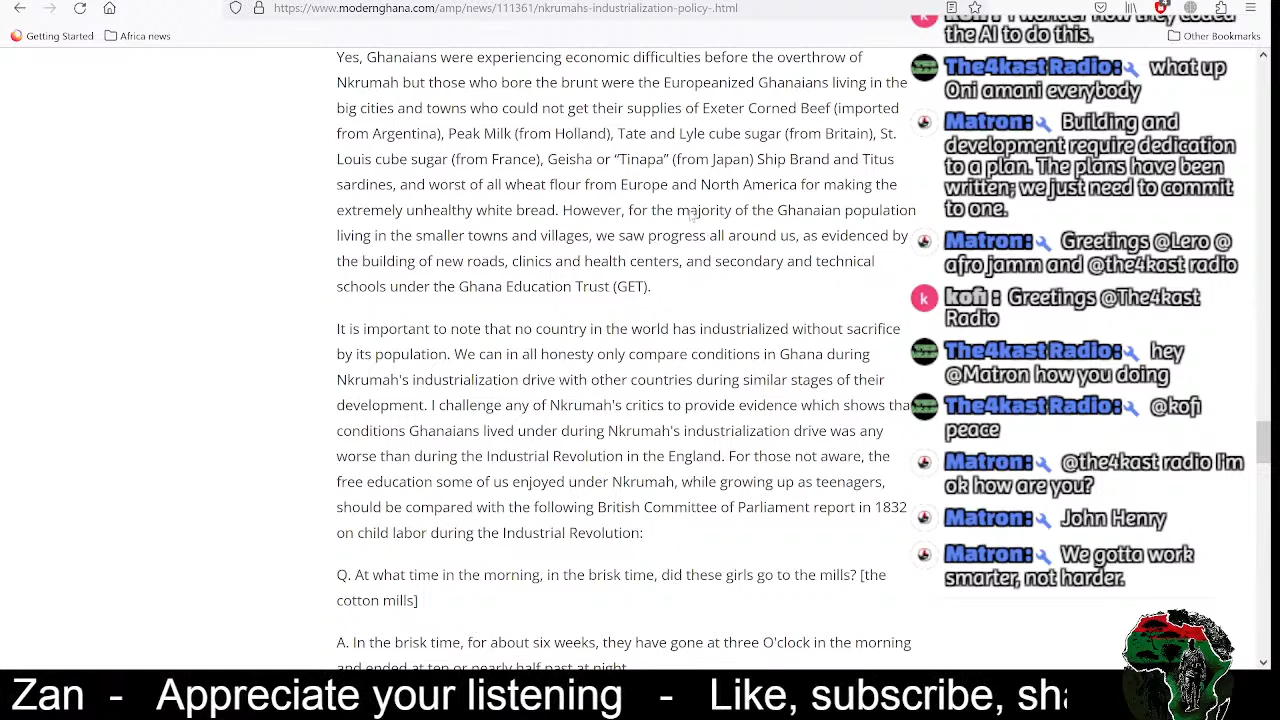 https://www.modernghana.com/amp/news/111361/nkrumahs-industrialization-policy-.html
Getting Started
Africa news
Other Bookmarks
Yes, Ghanaians were experiencing economic difficulties before the overthrow of
Nkrumah but those who bore the brunt were the Europeanized Ghanaians living in the
big cities and towns who could not get their supplies of Exeter Corned Beef (imported
from Argentina), Peak Milk (from Holland), Tate and Lyle cube sugar (from Britain), St.
Louis cube sugar (from France), Geisha or “Tinapa” (from Japan) Ship Brand and Titus
sardines, and worst of all wheat flour from Europe and North America for making the
extremely unhealthy white bread. However, for the majority of the Ghanaian population
living in the smaller towns and villages, we saw progress all around us, as evidenced by
the building of new roads, clinics and health centers, and secondary and technical
schools under the Ghana Education Trust (GET).
It is important to note that no country in the world has industrialized without sacrifice
by its population. We can in all honesty only compare conditions in Ghana during
Nkrumah's industrialization drive with other countries during similar stages of their
development. I challenge any of Nkrumah's critics to provide evidence which shows tha
conditions Ghanaians lived under during Nkrumah's industrialization drive was any
worse than during the Industrial Revolution in the England. For those not aware, the
free education some of us enjoyed under Nkrumah, while growing up as teenagers,
should be compared with the following British Committee of Parliament report in 1832
on child labor during the Industrial Revolution:
Q. At what time in the morning, in the brisk time, did these girls go to the mills? [the
cotton mills]
A. In the brisk time, for about six weeks, they have gone at three O'clock in the morning
and ended at ten or nearly half past at night.
kofi : I wonder how they coded
the AI to do this.
The4kast Radio: what up
Oni amani everybody
Matron: Building and
development require dedication
to a plan. The plans have been
written; we just need to commit
to one.
Matron: Greetings @Lero @
afro jamm and @the4kast radio
k kofi : Greetings @The4kast
Radio
The4kast Radio: hey
@Matron how you doing
The4kast Radio: @kofi
peace
Matron: @the4kast radio I'm
ok how are you?
Matron: John Henry
Matron: We gotta work
smarter, not harder.
Zan - Appreciate your listening - Like, subscribe, sha